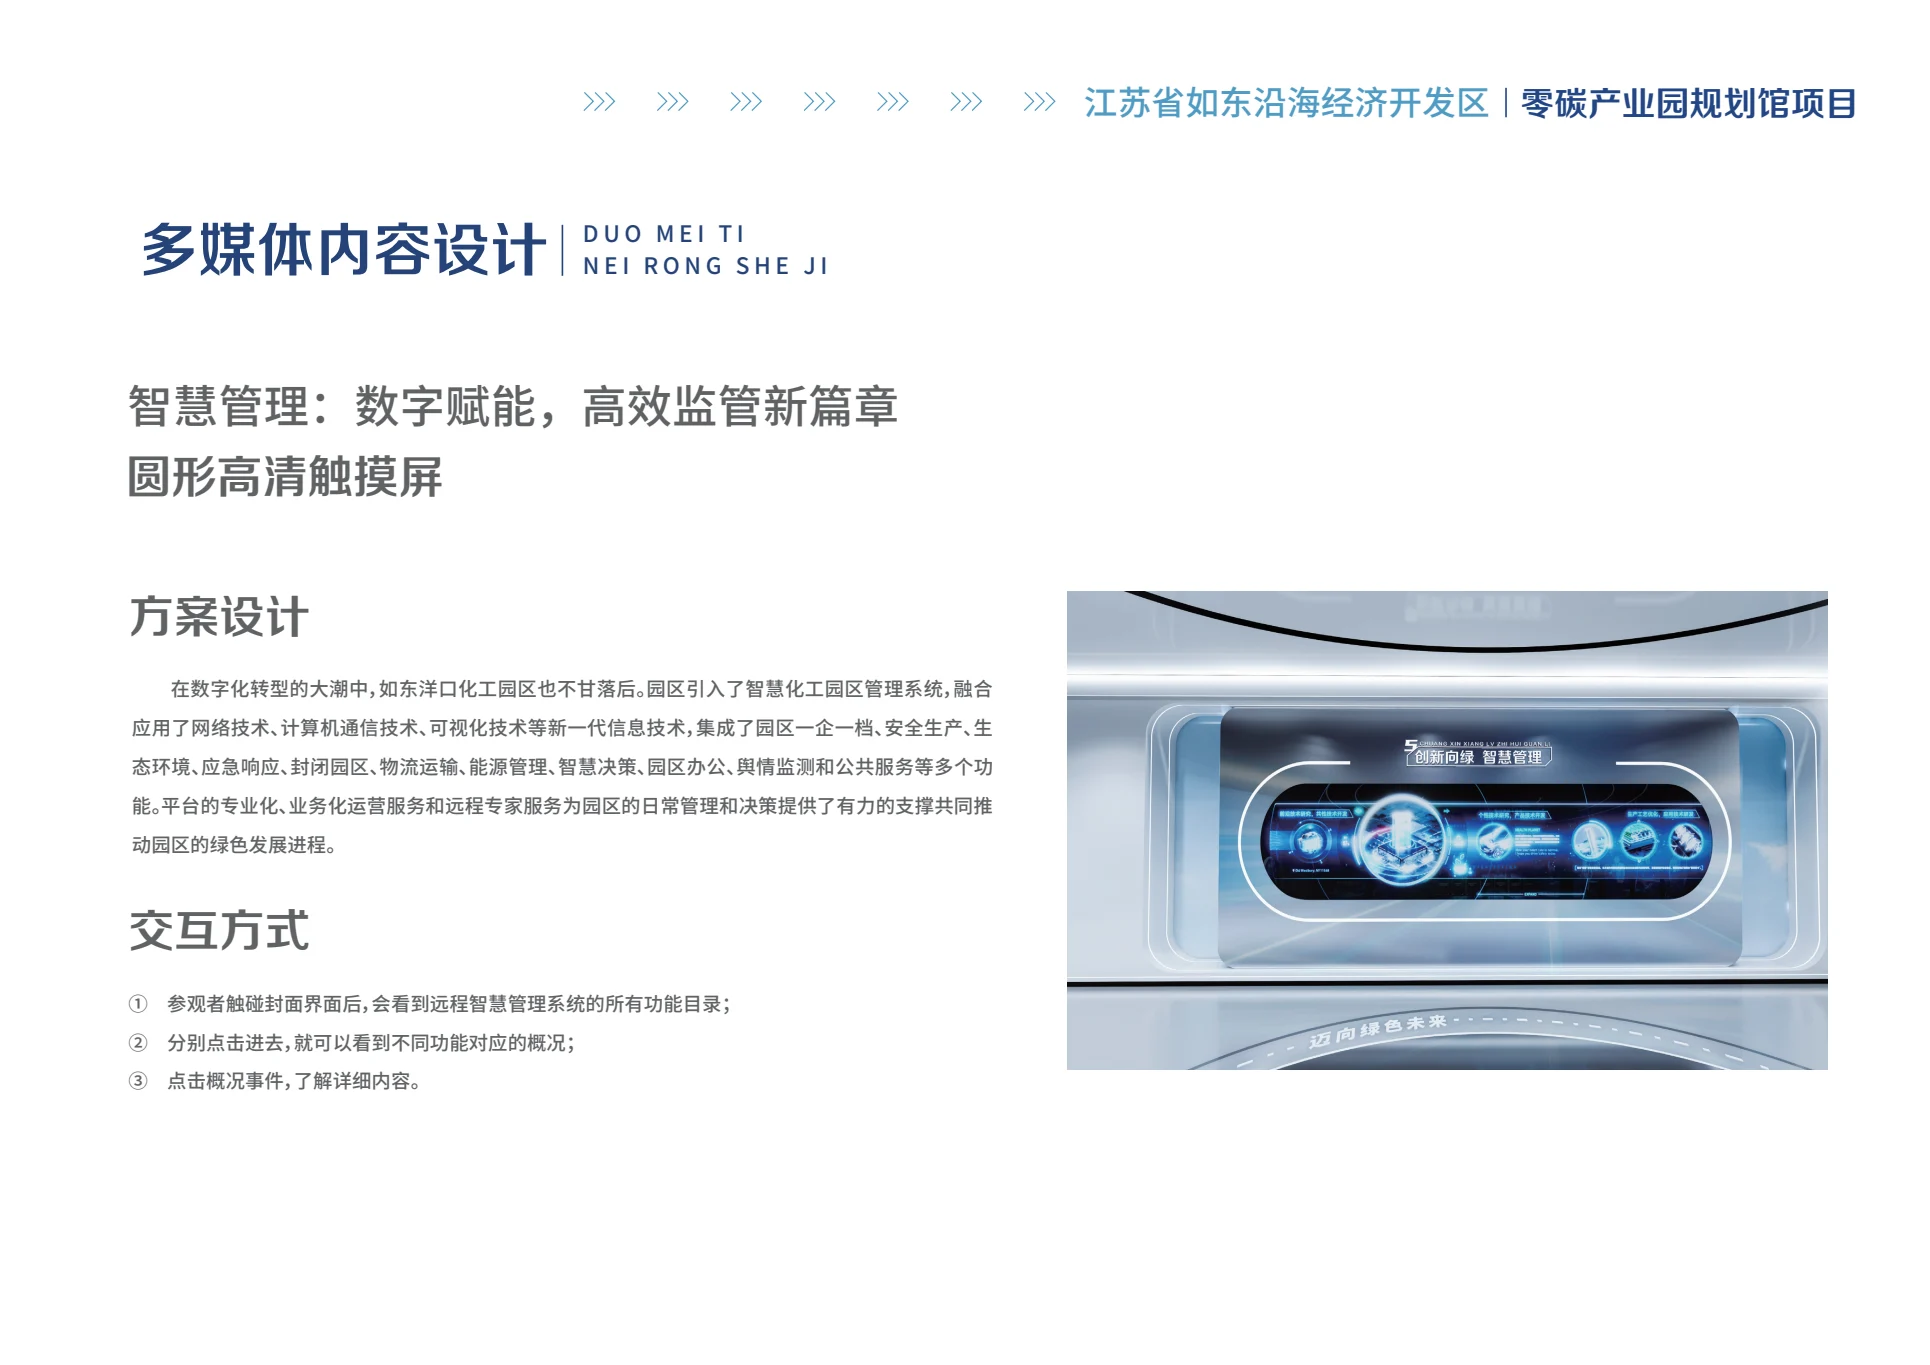 江苏省如东沿海经济开发区｜零碳产业园规划馆项目
多媒体内容设计
DUO MEI TI
NEI RONG SHE JI
智慧管理：数字赋能，高效监管新篇章
圆形高清触摸屏
方案设计
在数字化转型的大潮中，如东洋口化工园区也不甘落后。园区引入了智慧化工园区管理系统，融合
应用了网络技术、计算机通信技术、可视化技术等新一代信息技术，集成了园区一企一档、安全生产、生
态环境、应急响应、封闭园区、物流运输、能源管理、智慧决策、园区办公、舆情监测和公共服务等多个功
能。平台的专业化、业务化运营服务和远程专家服务为园区的日常管理和决策提供了有力的支撑共同推
动园区的绿色发展进程。
交互方式
① 参观者触碰封面界面后，会看到远程智慧管理系统的所有功能目录；
② 分别点击进去，就可以看到不同功能对应的概况；
③ 点击概况事件，了解详细内容。
5 CHUANG XIN XIANG LV ZHI HUI GUAN LI
创新向绿 智慧管理
迈向绿色未来